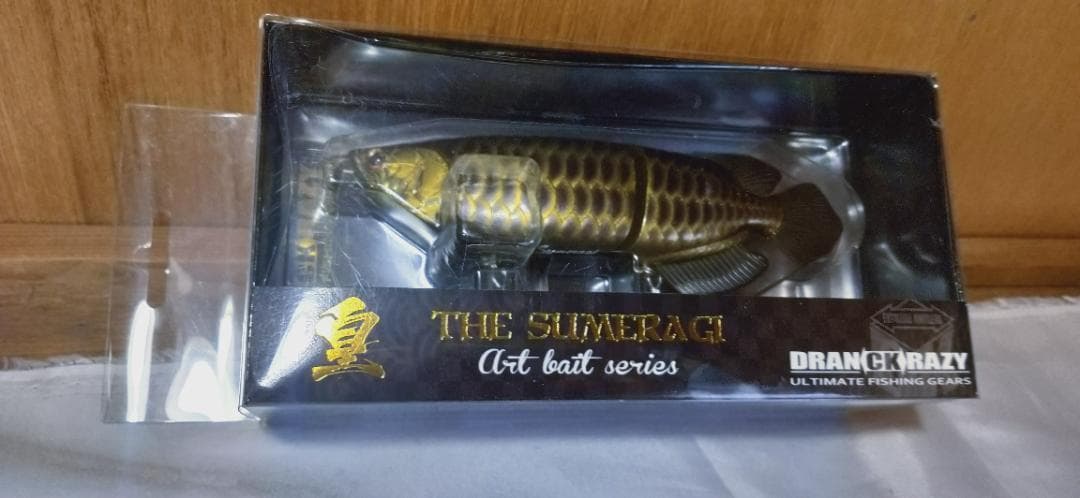 皇
THE SUMERAGI
Art bait series
DRANCKRAZY
ULTIMATE FISHING GEARS